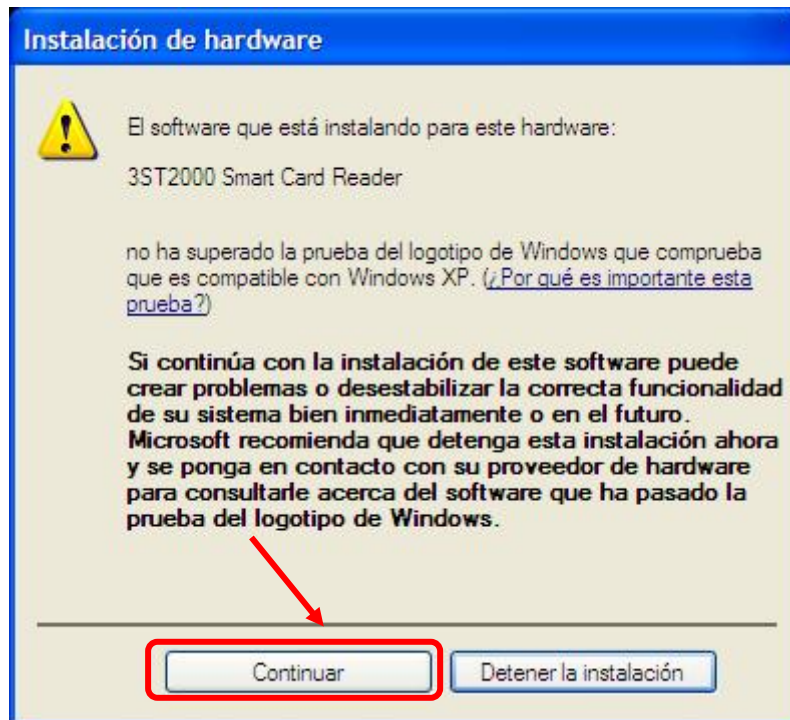 Instalación de hardware
El software que está instalando para este hardware:
3ST2000 Smart Card Reader
no ha superado la prueba del logotipo de Windows que comprueba
que es compatible con Windows XP. (¿Por qué es importante esta
prueba?)
Si continúa con la instalación de este software puede
crear problemas o desestabilizar la correcta funcionalidad
de su sistema bien inmediatamente o en el futuro.
Microsoft recomienda que detenga esta instalación ahora
y se ponga en contacto con su proveedor de hardware
para consultarle acerca del software que ha pasado la
prueba del logotipo de Windows.
Continuar Detener la instalación